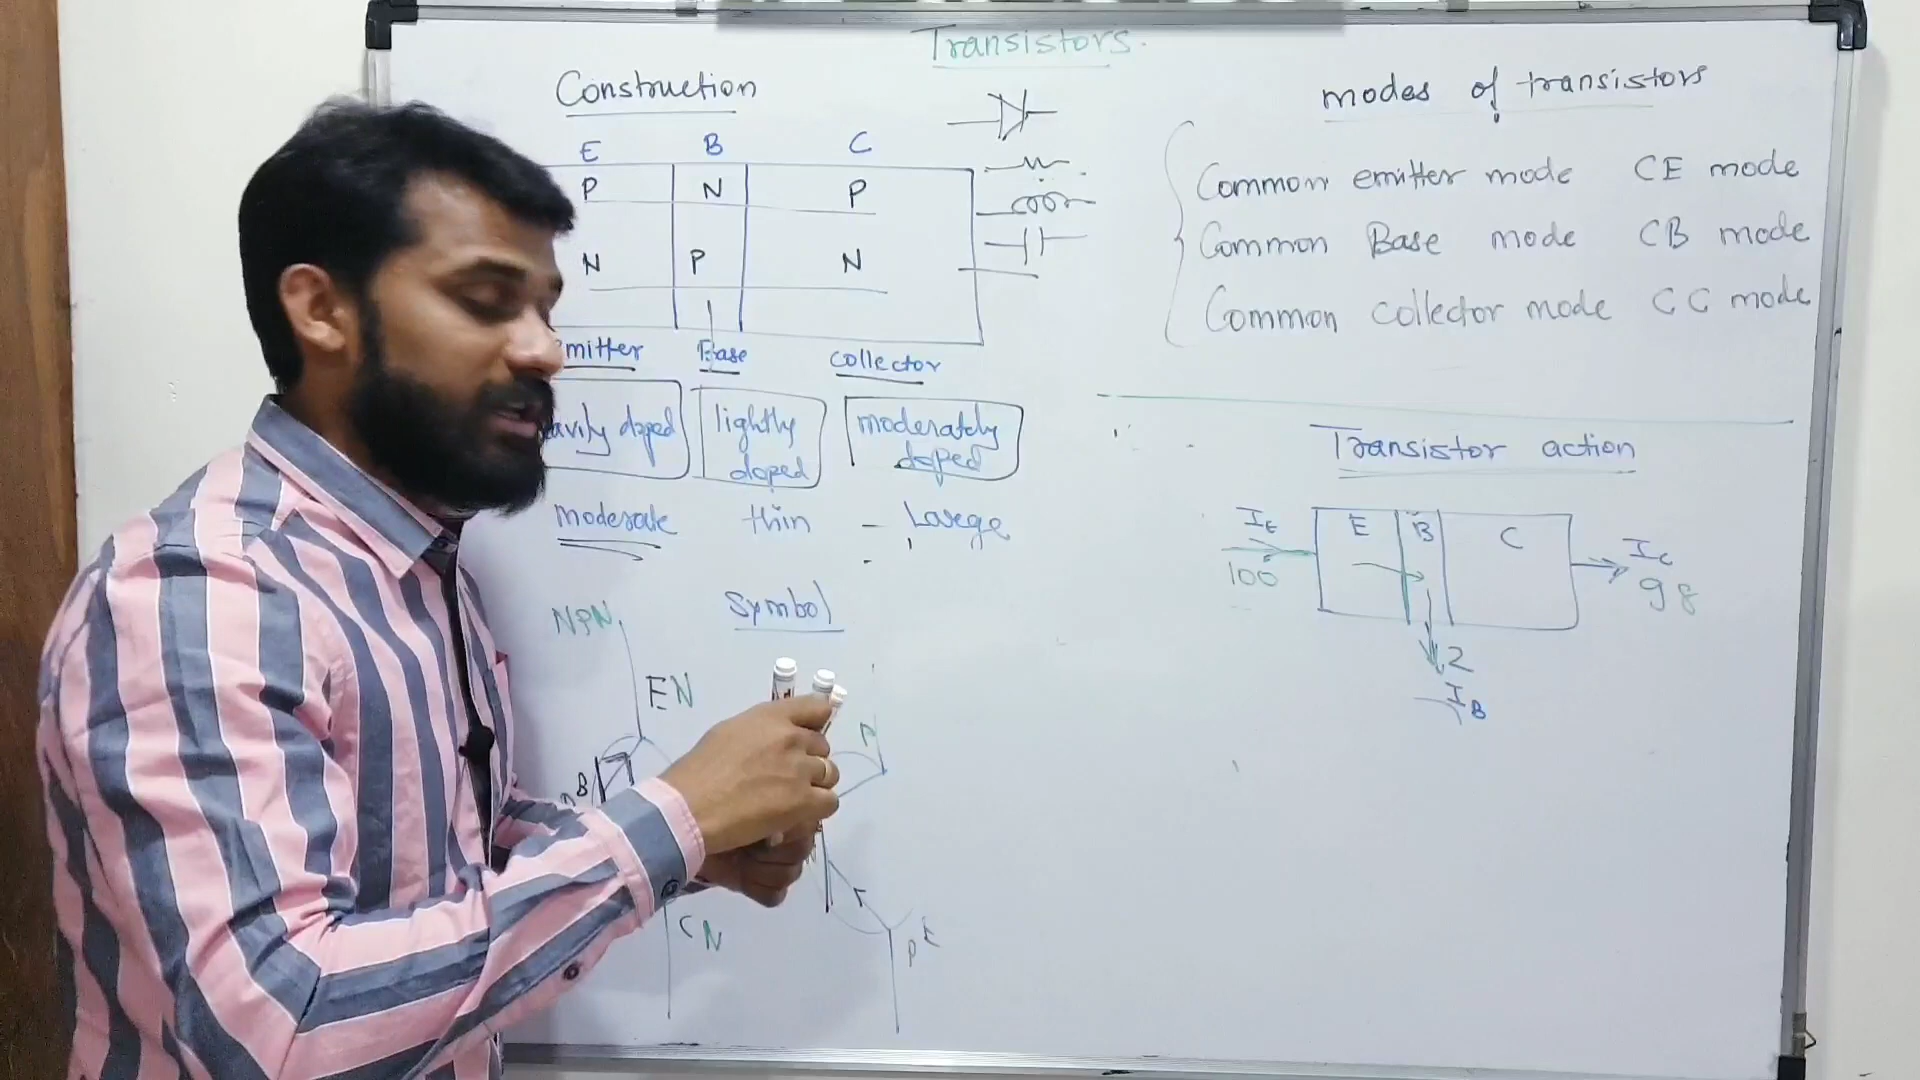 Transistors.
Construction
E B C
P N P
N P N
mitter Base collector
avily doped
lightly doped
moderately doped
moderate thin - Large
Symbol
NPN
EN
B
CN
P
P E
modes of transistors
Common emitter mode CE mode
Common Base mode CB mode
Common collector mode CC mode
Transistor action
IE
100
E B C
IC
98
2
IB